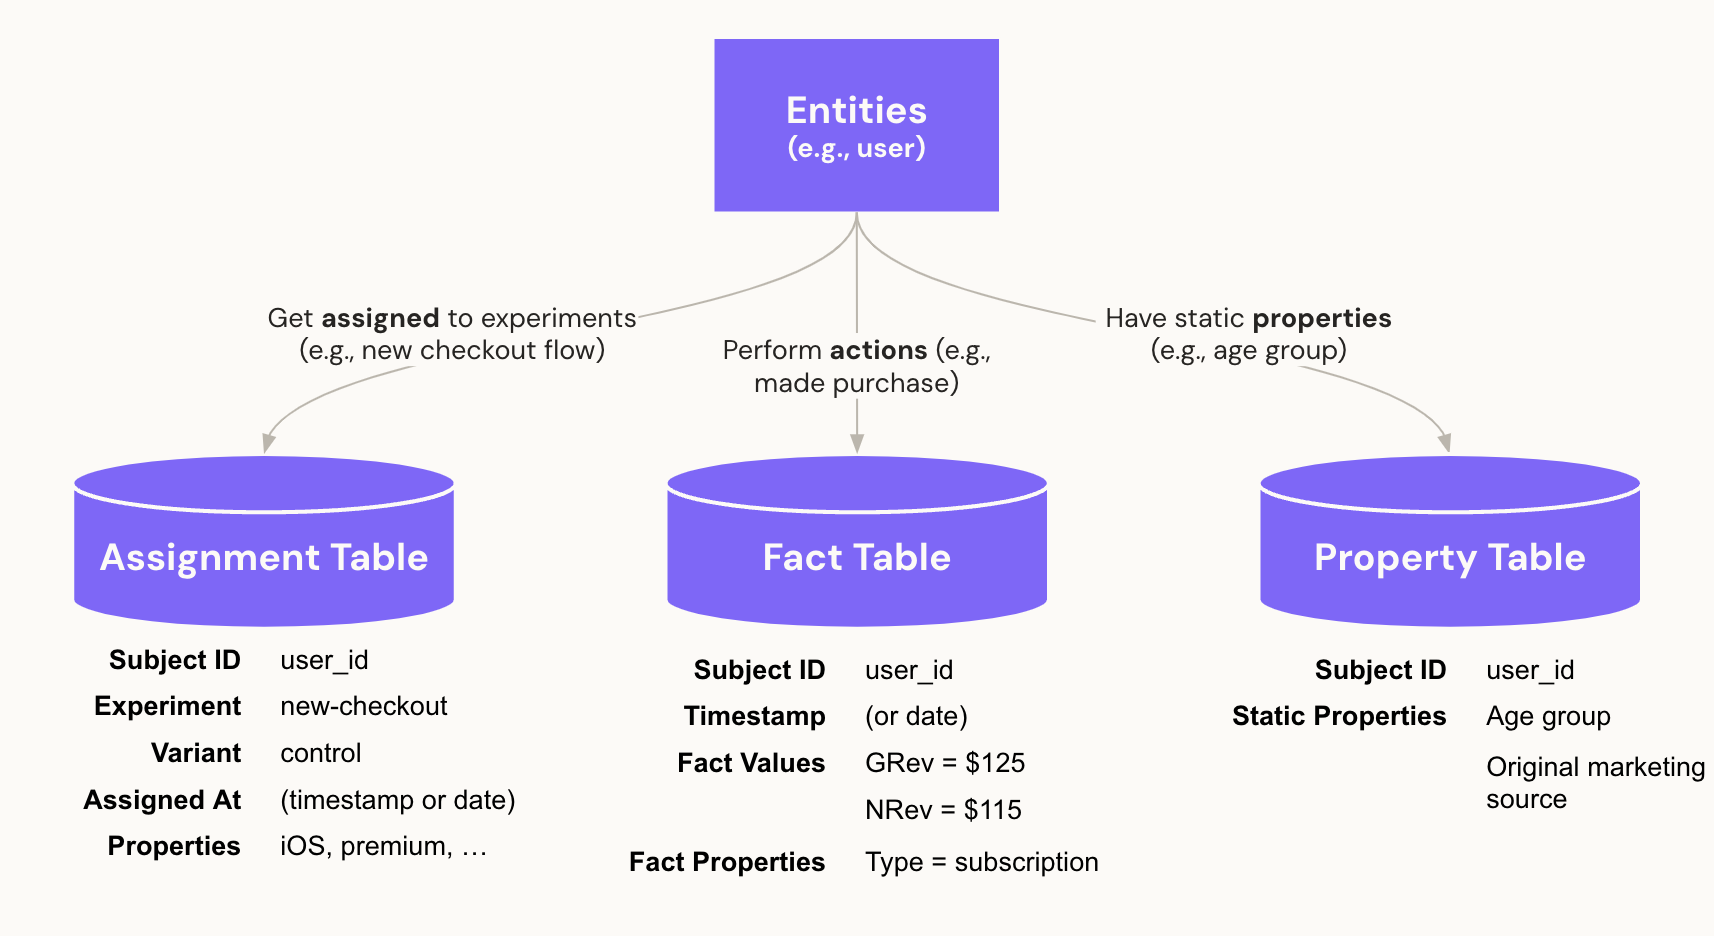 Entities
(e.g., user)
Get assigned to experiments
(e.g., new checkout flow)
Perform actions (e.g.,
made purchase)
Have static properties
(e.g., age group)
Assignment Table
Subject ID user_id
Experiment new-checkout
Variant control
Assigned At (timestamp or date)
Properties iOS, premium, …
Fact Table
Subject ID user_id
Timestamp (or date)
Fact Values GRev = $125
NRev = $115
Fact Properties Type = subscription
Property Table
Subject ID user_id
Static Properties Age group
Original marketing
source